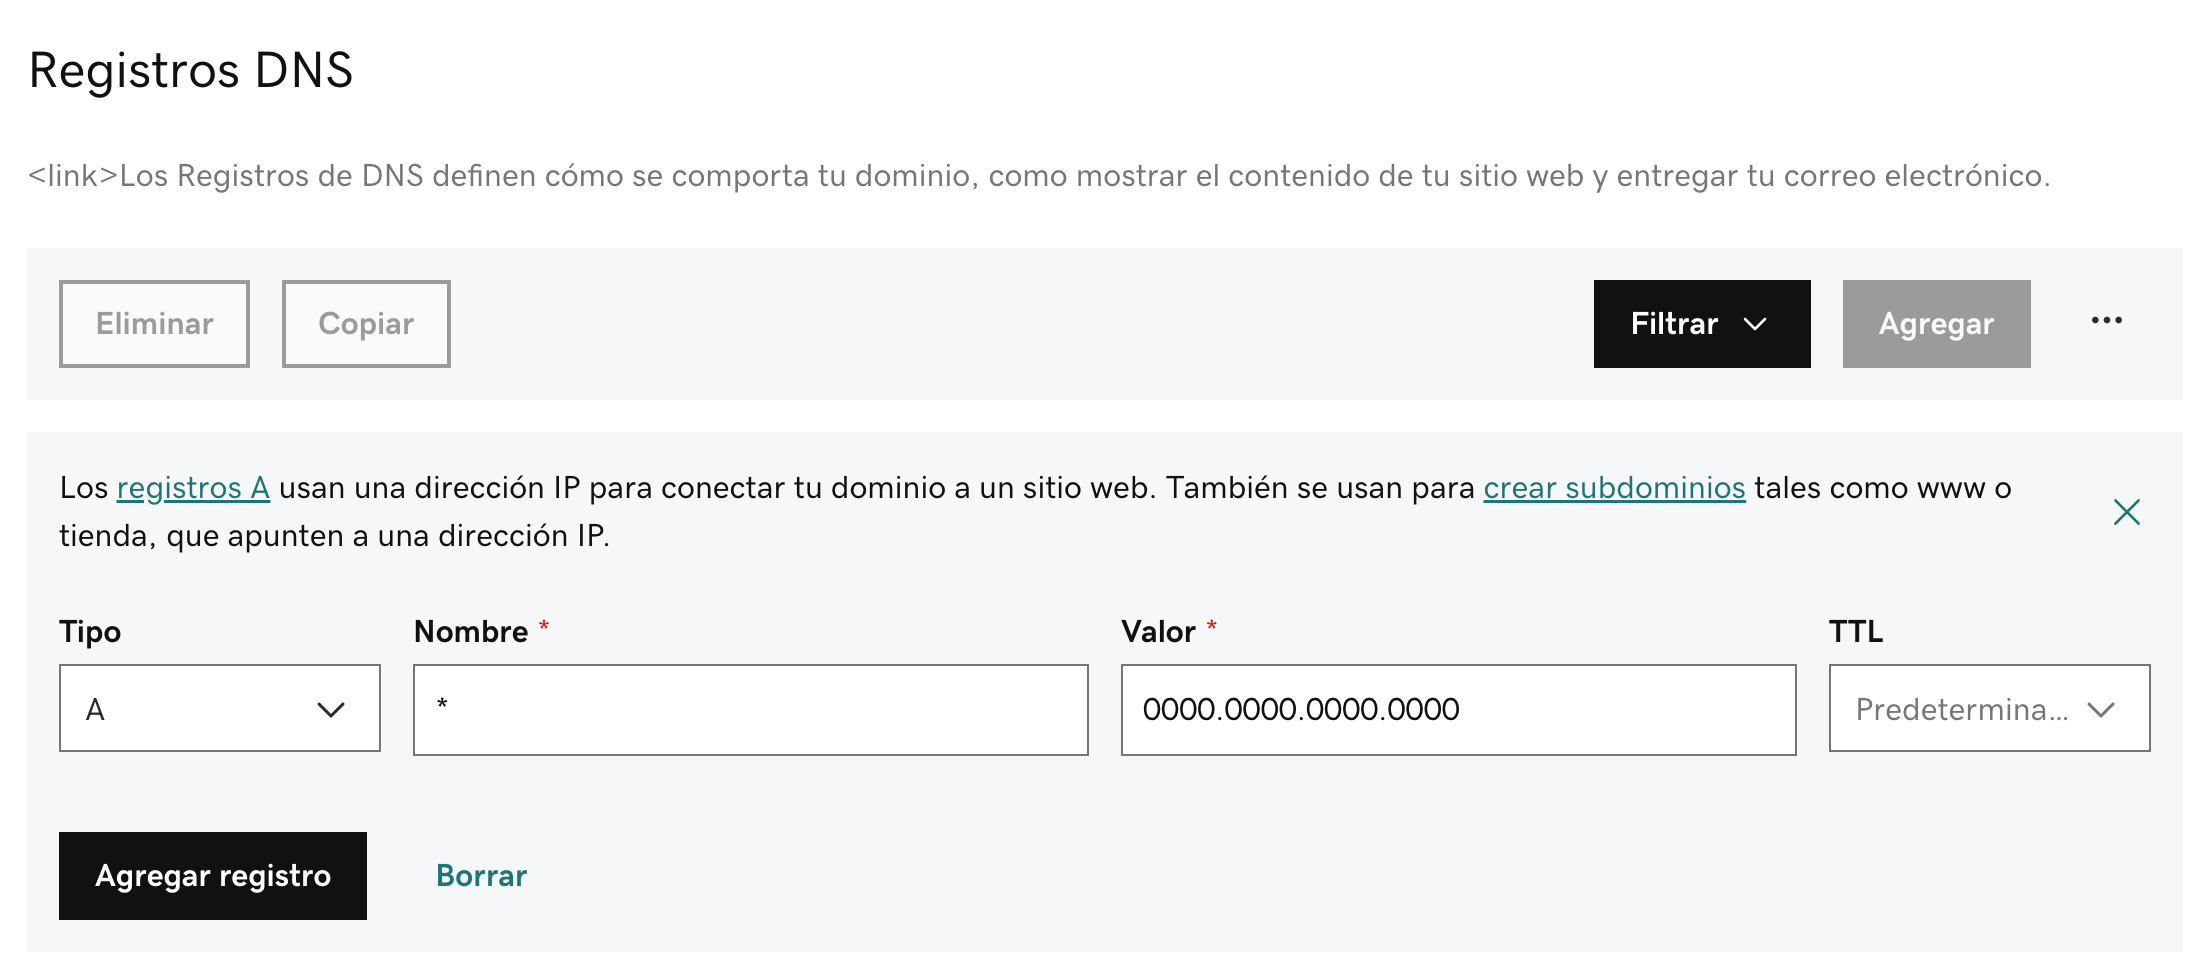 Registros DNS
<link>Los Registros de DNS definen cómo se comporta tu dominio, como mostrar el contenido de tu sitio web y entregar tu correo electrónico.
Eliminar Copiar Filtrar Agregar ...
Los registros A usan una dirección IP para conectar tu dominio a un sitio web. También se usan para crear subdominios tales como www o
tienda, que apunten a una dirección IP.
Tipo Nombre * Valor * TTL
A * 0000.0000.0000.0000 Predetermina...
Agregar registro Borrar